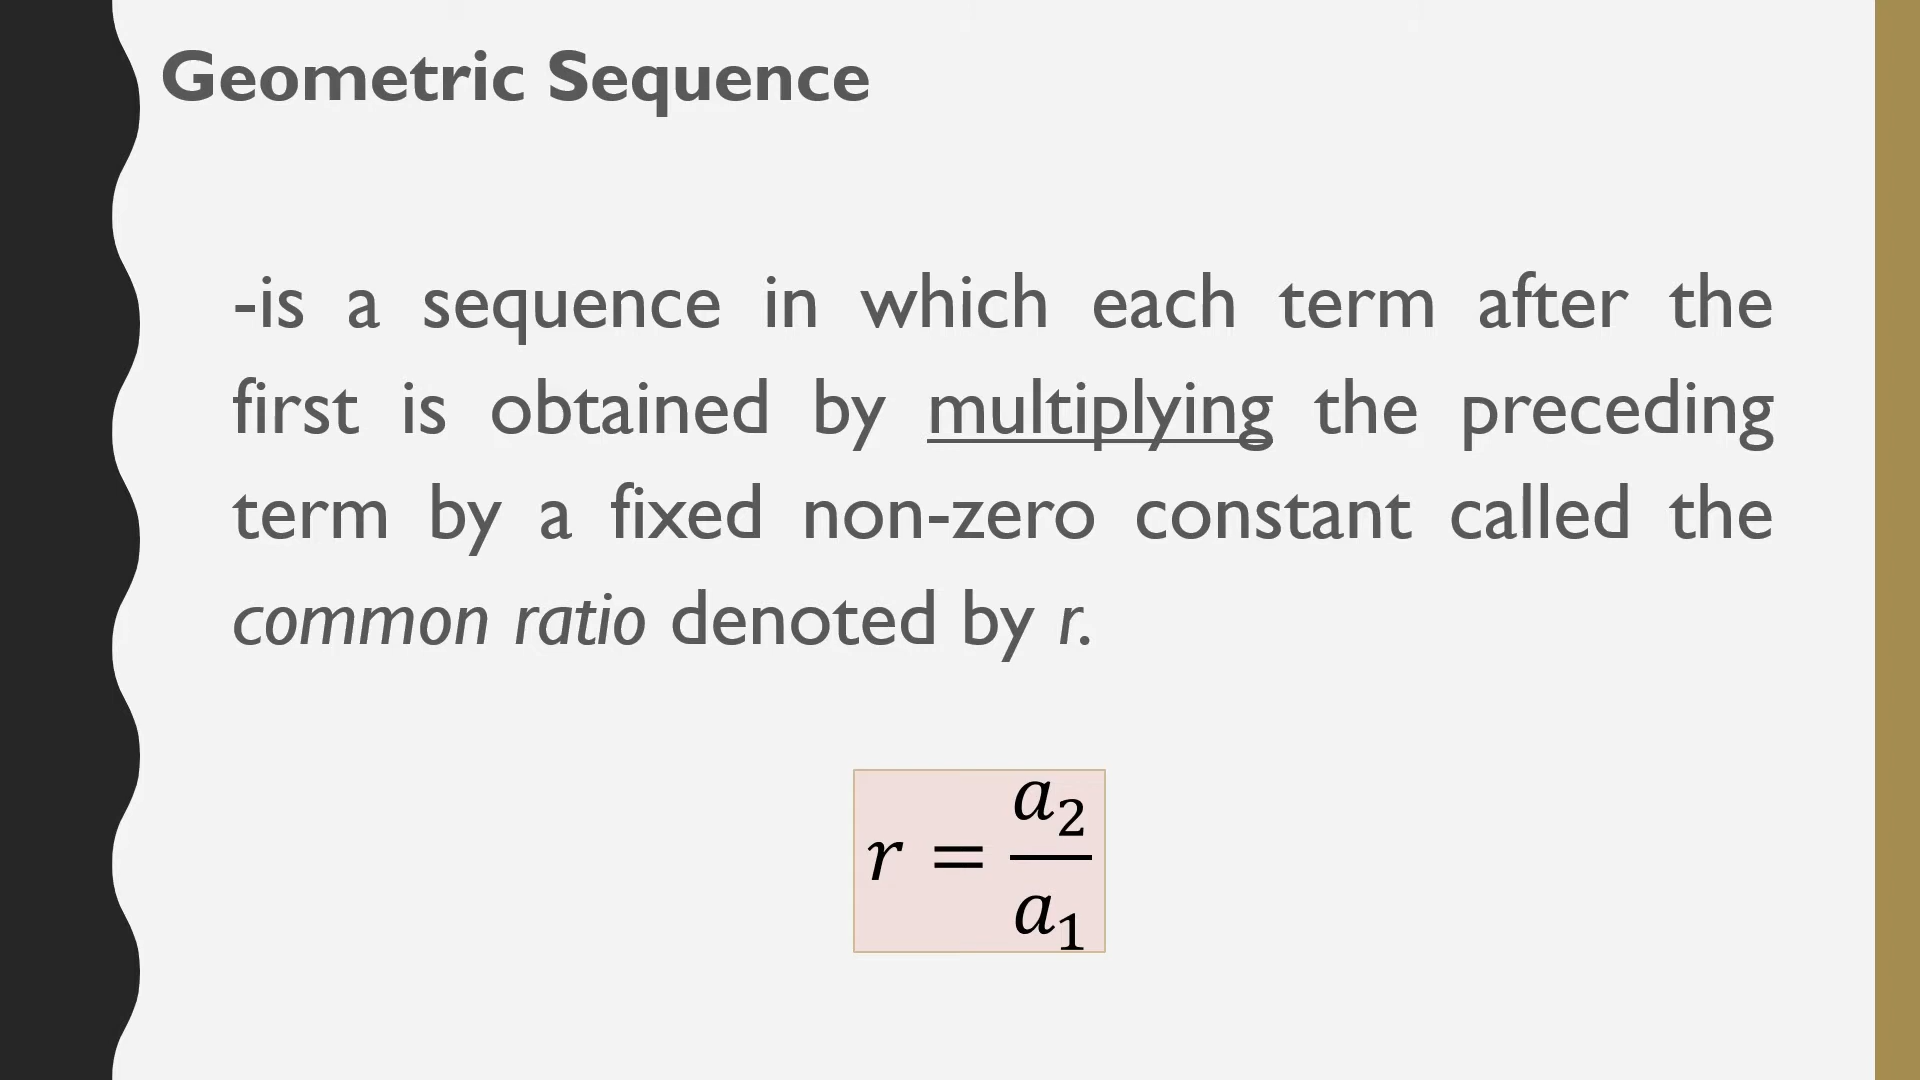 Geometric Sequence
-is a sequence in which each term after the
first is obtained by multiplying the preceding
term by a fixed non-zero constant called the
common ratio denoted by r.
r = a₂/a₁